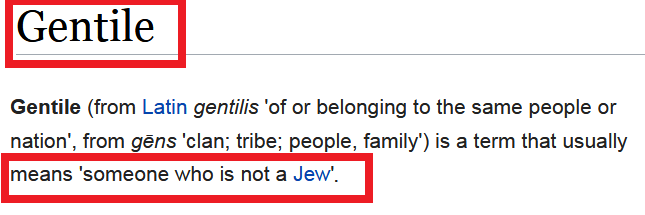 Gentile
Gentile (from Latin gentilis 'of or belonging to the same people or
nation', from gēns 'clan; tribe; people, family') is a term that usually
means 'someone who is not a Jew'.